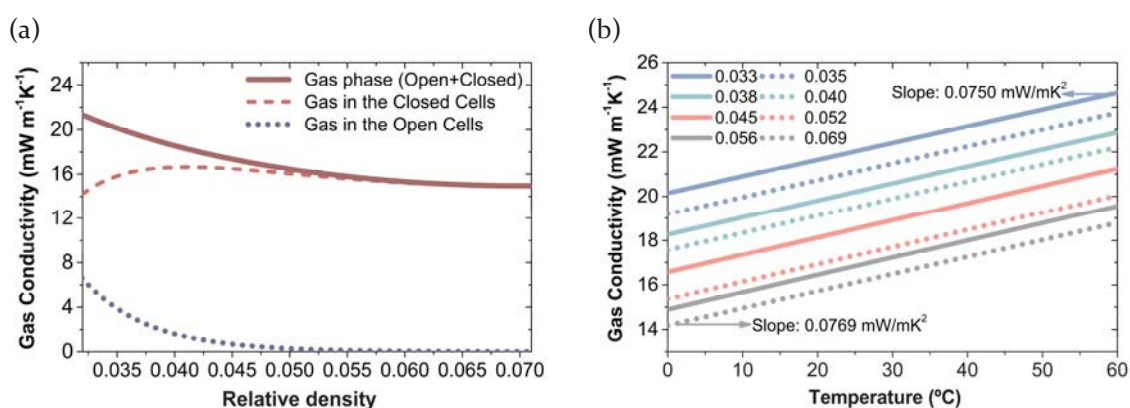 (a)
24
20
16
12
8
4
0
Gas Conductivity (mW m⁻¹K⁻¹)
Gas phase (Open+Closed)
Gas in the Closed Cells
Gas in the Open Cells
0.035 0.040 0.045 0.050 0.055 0.060 0.065 0.070
Relative density
(b)
26
24
22
20
18
16
14
Gas Conductivity (mW m⁻¹K⁻¹)
0.033 0.035
0.038 0.040
0.045 0.052
0.056 0.069
Slope: 0.0750 mW/mK²
Slope: 0.0769 mW/mK²
0 10 20 30 40 50 60
Temperature (ºC)